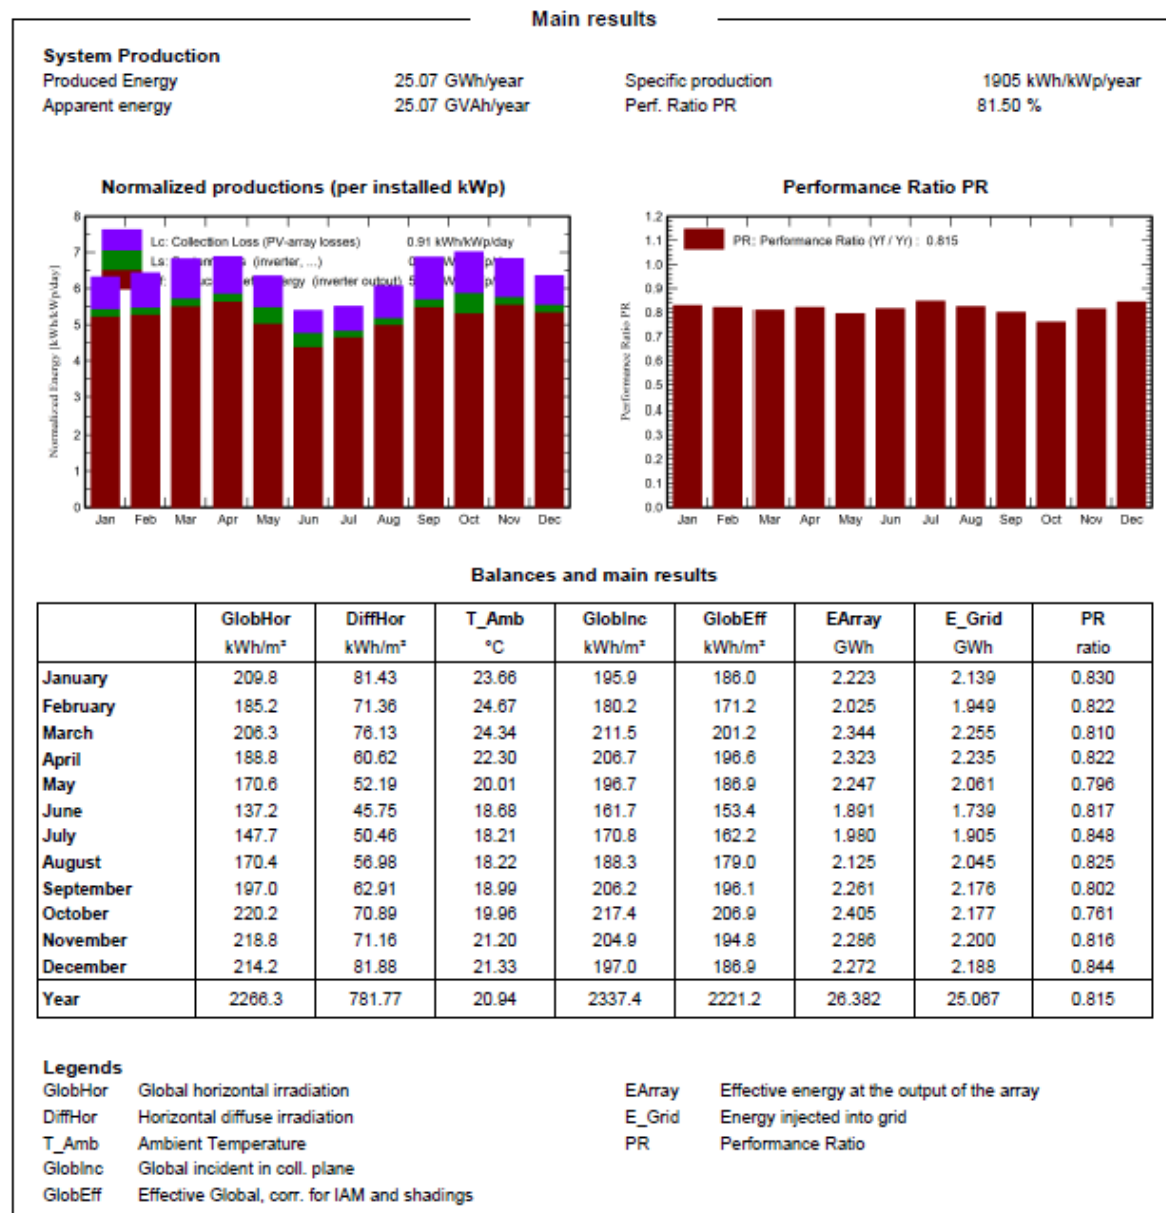 Main results
System Production
Produced Energy 25.07 GWh/year Specific production 1905 kWh/kWp/year
Apparent energy 25.07 GVAh/year Perf. Ratio PR 81.50 %
Normalized productions (per installed kWp)
8
7
6
5
4
3
2
1
0
Normalized Energy [kWh/kWp/day]
Lc: Collection Loss (PV-array losses) 0.91 kWh/kWp/day
(inverter, ...)
(inverter output)
Jan Feb Mar Apr May Jun Jul Aug Sep Oct Nov Dec
Performance Ratio PR
1.2
1.1
1.0
0.9
0.8
0.7
0.6
0.5
0.4
0.3
0.2
0.1
0.0
Performance Ratio PR
PR: Performance Ratio (Yf / Yr) : 0.815
Jan Feb Mar Apr May Jun Jul Aug Sep Oct Nov Dec
Balances and main results
GlobHor DiffHor T_Amb GlobInc GlobEff EArray E_Grid PR
kWh/m² kWh/m² °C kWh/m² kWh/m² GWh GWh ratio
January 209.8 81.43 23.66 195.9 186.0 2.223 2.139 0.830
February 185.2 71.36 24.67 180.2 171.2 2.025 1.949 0.822
March 206.3 76.13 24.34 211.5 201.2 2.344 2.255 0.810
April 188.8 60.62 22.30 206.7 196.6 2.323 2.235 0.822
May 170.6 52.19 20.01 196.7 186.9 2.247 2.061 0.796
June 137.2 45.75 18.68 161.7 153.4 1.891 1.739 0.817
July 147.7 50.46 18.21 170.8 162.2 1.980 1.905 0.848
August 170.4 56.98 18.22 188.3 179.0 2.125 2.045 0.825
September 197.0 62.91 18.99 206.2 196.1 2.261 2.176 0.802
October 220.2 70.89 19.96 217.4 206.9 2.405 2.177 0.761
November 218.8 71.16 21.20 204.9 194.8 2.286 2.200 0.816
December 214.2 81.88 21.33 197.0 186.9 2.272 2.188 0.844
Year 2266.3 781.77 20.94 2337.4 2221.2 26.382 25.067 0.815
Legends
GlobHor Global horizontal irradiation EArray Effective energy at the output of the array
DiffHor Horizontal diffuse irradiation E_Grid Energy injected into grid
T_Amb Ambient Temperature PR Performance Ratio
GlobInc Global incident in coll. plane
GlobEff Effective Global, corr. for IAM and shadings